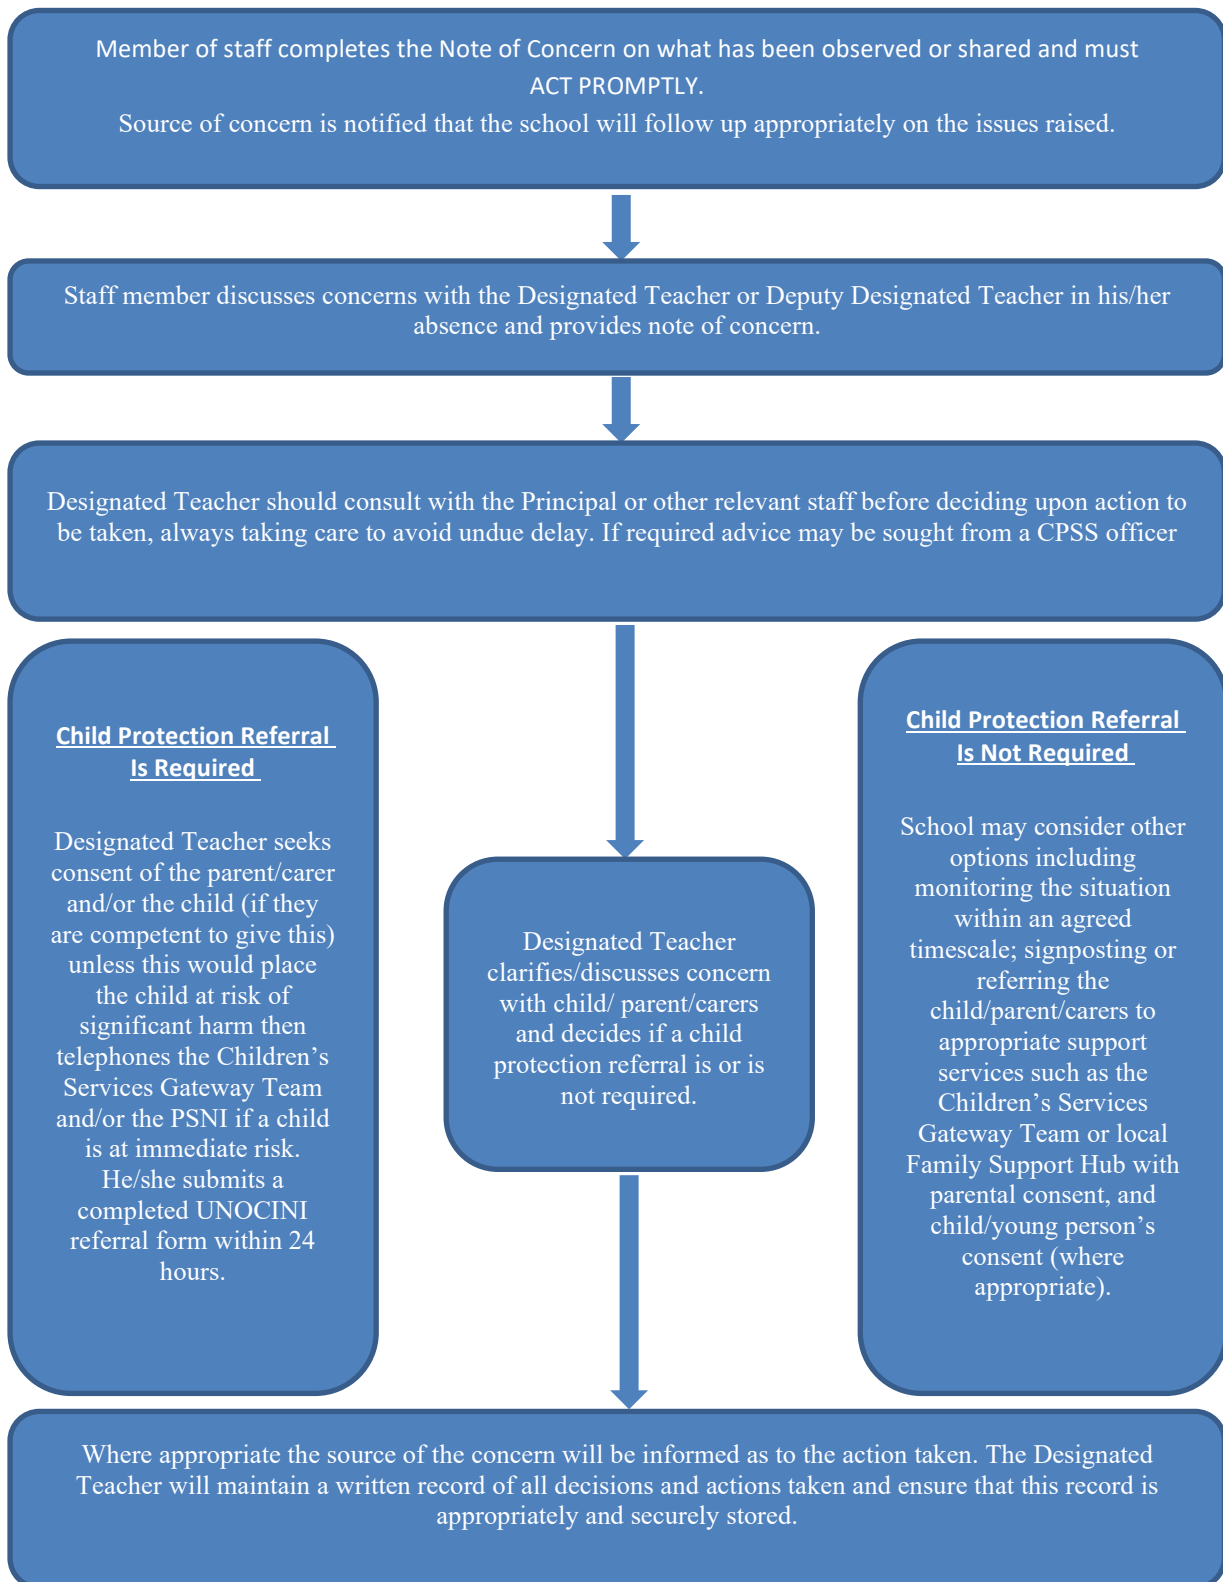 Member of staff completes the Note of Concern on what has been observed or shared and must
ACT PROMPTLY.
Source of concern is notified that the school will follow up appropriately on the issues raised.
Staff member discusses concerns with the Designated Teacher or Deputy Designated Teacher in his/her
absence and provides note of concern.
Designated Teacher should consult with the Principal or other relevant staff before deciding upon action to
be taken, always taking care to avoid undue delay. If required advice may be sought from a CPSS officer
Child Protection Referral
Is Required
Designated Teacher seeks
consent of the parent/carer
and/or the child (if they
are competent to give this)
unless this would place
the child at risk of
significant harm then
telephones the Children’s
Services Gateway Team
and/or the PSNI if a child
is at immediate risk.
He/she submits a
completed UNOCINI
referral form within 24
hours.
Designated Teacher
clarifies/discusses concern
with child/ parent/carers
and decides if a child
protection referral is or is
not required.
Child Protection Referral
Is Not Required
School may consider other
options including
monitoring the situation
within an agreed
timescale; signposting or
referring the
child/parent/carers to
appropriate support
services such as the
Children’s Services
Gateway Team or local
Family Support Hub with
parental consent, and
child/young person’s
consent (where
appropriate).
Where appropriate the source of the concern will be informed as to the action taken. The Designated
Teacher will maintain a written record of all decisions and actions taken and ensure that this record is
appropriately and securely stored.